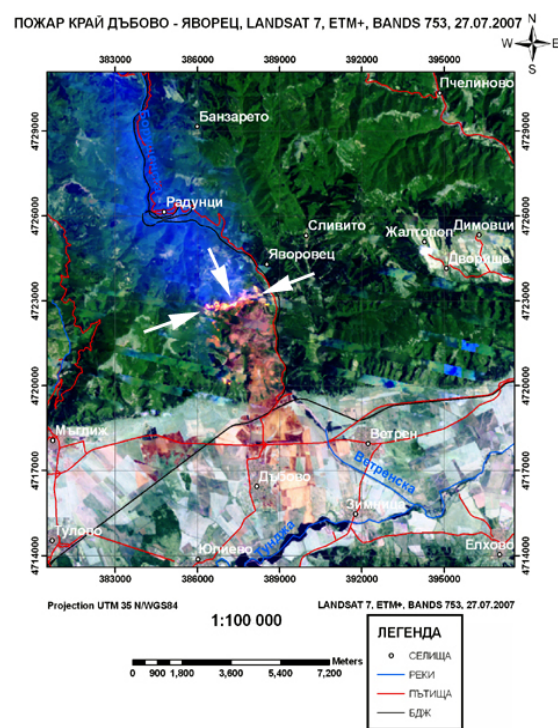 ПОЖАР КРАЙ ДЪБОВО - ЯВОРЕЦ, LANDSAT 7, ETM+, BANDS 753, 27.07.2007
N
W E
S
383000 386000 389000 392000 395000
Пчелиново
4729000 4729000
Банзарето
4726000 4726000
Радунци
Сливито
Жалтопоп
Димовци
Яворовец
Дворище
4723000 4723000
4720000 4720000
Мъглиж
Ветрен
4717000 4717000
Ветренска
Дъбово
Зимница
Тулово
Юлиево
Тунджа
Елхово
4714000 4714000
383000 386000 389000 392000 395000
Projection UTM 35 N/WGS84 LANDSAT 7, ETM+, BANDS 753, 27.07.2007
1:100 000
Meters
0 900 1,800 3,600 5,400 7,200
ЛЕГЕНДА
СЕЛИЩА
РЕКИ
ПЪТИЩА
БДЖ